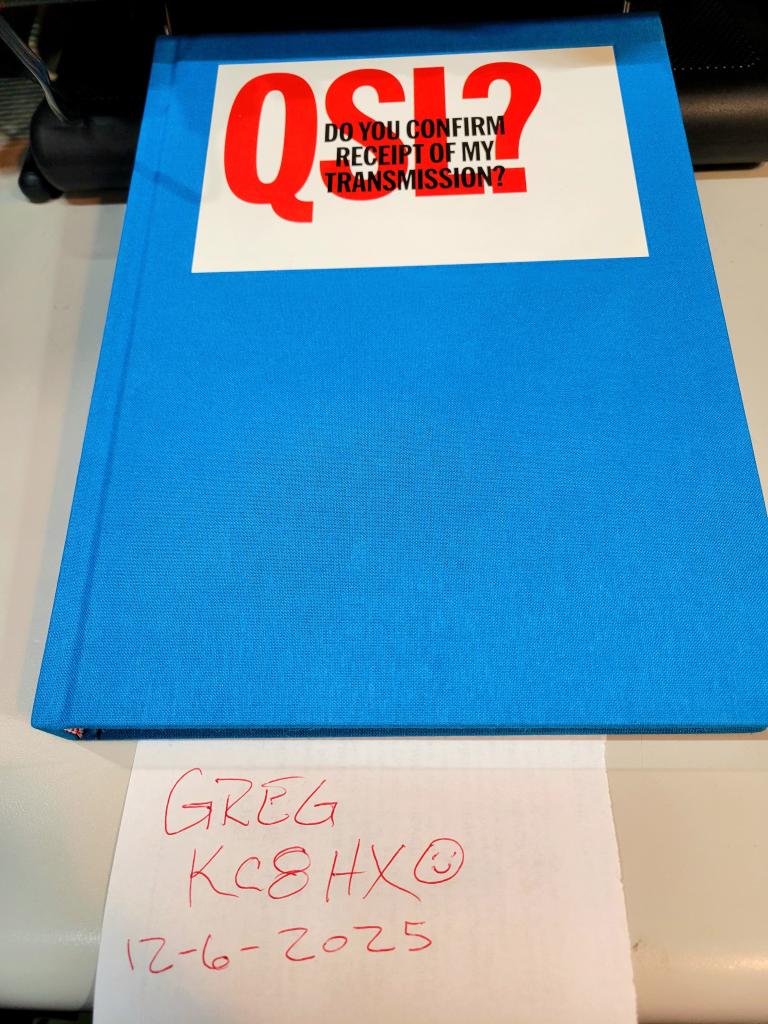 QSL?
DO YOU CONFIRM
RECEIPT OF MY
TRANSMISSION?
GREG
KC8HX
12-6-2025